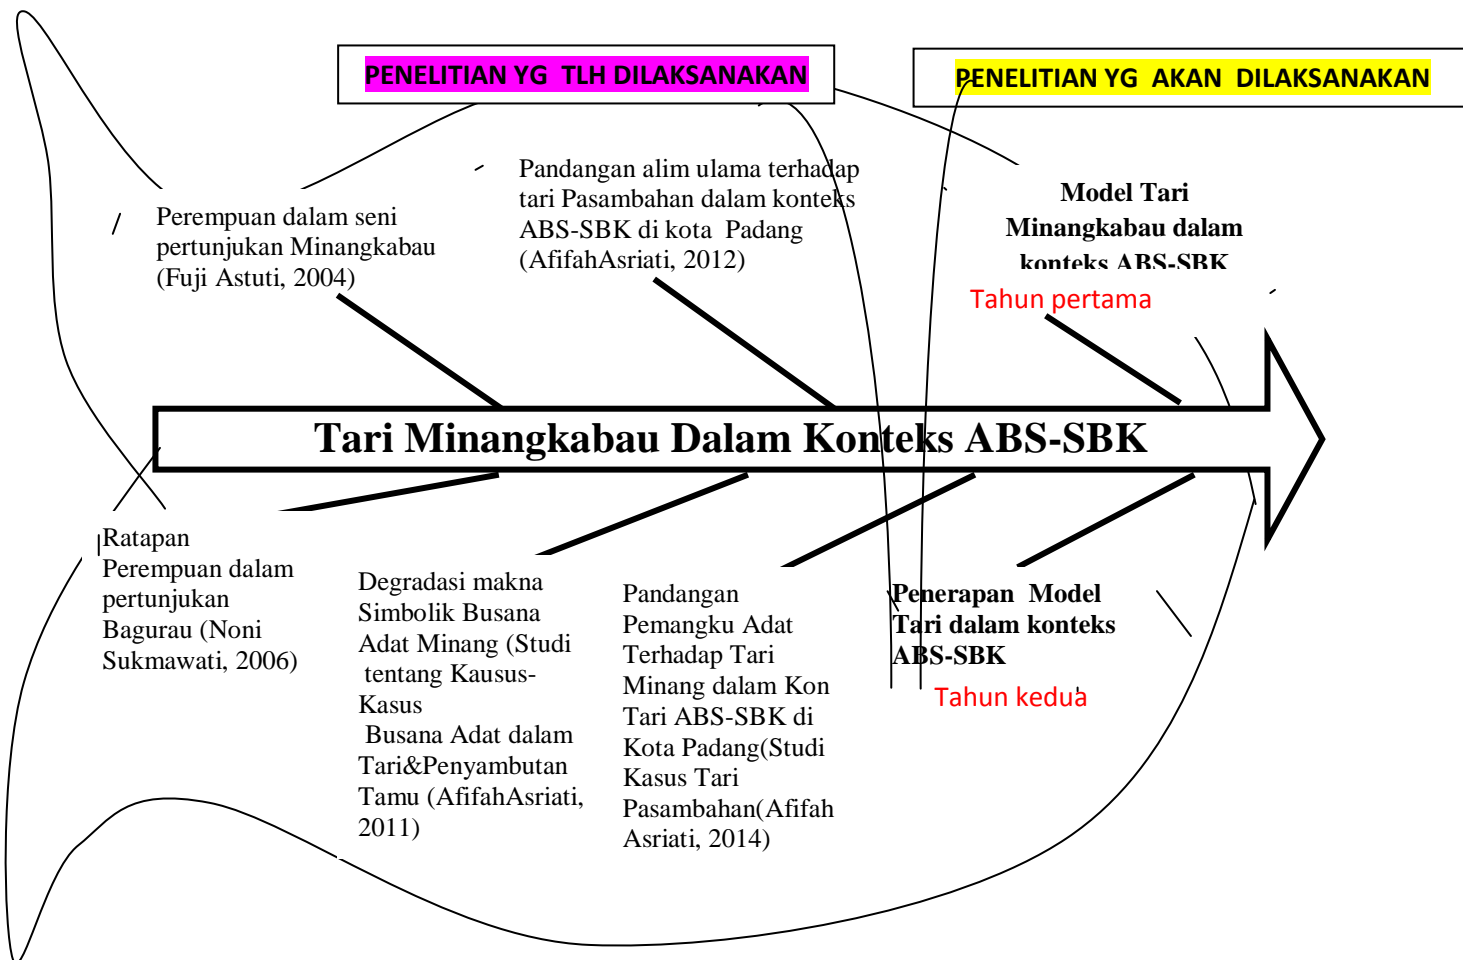 PENELITIAN YG TLH DILAKSANAKAN
PENELITIAN YG AKAN DILAKSANAKAN
Perempuan dalam seni
pertunjukan Minangkabau
(Fuji Astuti, 2004)
Pandangan alim ulama terhadap
tari Pasambahan dalam konteks
ABS-SBK di kota Padang
(AfifahAsriati, 2012)
Model Tari
Minangkabau dalam
konteks ABS-SBK
Tahun pertama
Tari Minangkabau Dalam Konteks ABS-SBK
Ratapan
Perempuan dalam
pertunjukan
Bagurau (Noni
Sukmawati, 2006)
Degradasi makna
Simbolik Busana
Adat Minang (Studi
tentang Kausus-
Kasus
Busana Adat dalam
Tari&Penyambutan
Tamu (AfifahAsriati,
2011)
Pandangan
Pemangku Adat
Terhadap Tari
Minang dalam Kon
Tari ABS-SBK di
Kota Padang(Studi
Kasus Tari
Pasambahan(Afifah
Asriati, 2014)
Penerapan Model
Tari dalam konteks
ABS-SBK
Tahun kedua